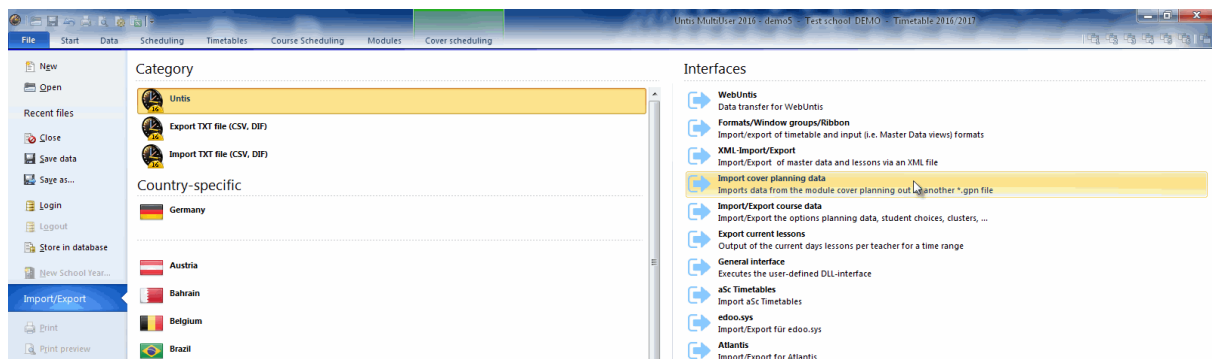 Untis MultiUser 2016 - demo5 - Test school DEMO - Timetable 2016/2017
File Start Data Scheduling Timetables Course Scheduling Modules Cover scheduling
New
Open
Recent files
Close
Save data
Save as...
Login
Logout
Store in database
New School Year...
Import/Export
Print
Print preview
Category
Untis
Export TXT file (CSV, DIF)
Import TXT file (CSV, DIF)
Country-specific
Germany
Austria
Bahrain
Belgium
Brazil
Interfaces
WebUntis
Data transfer for WebUntis
Formats/Window groups/Ribbon
Import/export of timetable and input (i.e. Master Data views) formats
XML-Import/Export
Import/Export of master data and lessons via an XML file
Import cover planning data
Imports data from the module cover planning out of another *.gpn file
Import/Export course data
Import/Export the options planning data, student choices, clusters, ...
Export current lessons
Output of the current days lessons per teacher for a time range
General interface
Executes the user-defined DLL-interface
aSc Timetables
Import aSc Timetables
edoo.sys
Import/Export für edoo.sys
Atlantis
Import/Export for Atlantis